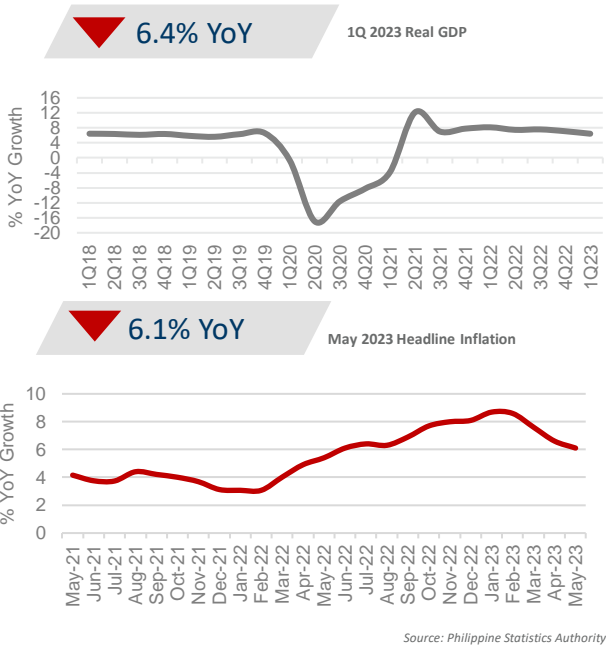 6.4% YoY
1Q 2023 Real GDP
% YoY Growth
16
12
8
4
0
-4
-8
-12
-16
-20
1Q18
2Q18
3Q18
4Q18
1Q19
2Q19
3Q19
4Q19
1Q20
2Q20
3Q20
4Q20
1Q21
2Q21
3Q21
4Q21
1Q22
2Q22
3Q22
4Q22
1Q23
6.1% YoY
May 2023 Headline Inflation
% YoY Growth
10
8
6
4
2
0
May-21
Jun-21
Jul-21
Aug-21
Sep-21
Oct-21
Nov-21
Dec-21
Jan-22
Feb-22
Mar-22
Apr-22
May-22
Jun-22
Jul-22
Aug-22
Sep-22
Oct-22
Nov-22
Dec-22
Jan-23
Feb-23
Mar-23
Apr-23
May-23
Source: Philippine Statistics Authority